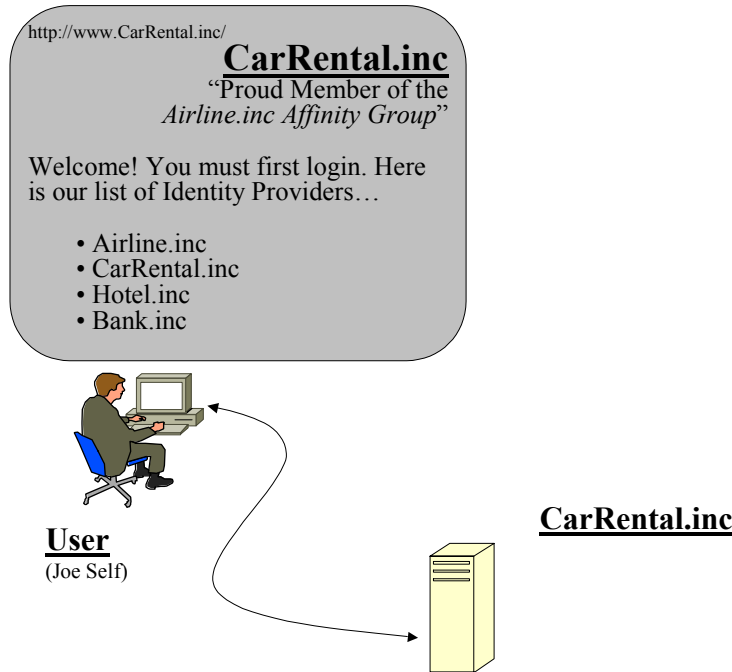 http://www.CarRental.inc/
CarRental.inc
“Proud Member of the
Airline.inc Affinity Group”
Welcome! You must first login. Here
is our list of Identity Providers…
• Airline.inc
• CarRental.inc
• Hotel.inc
• Bank.inc
User
(Joe Self)
CarRental.inc